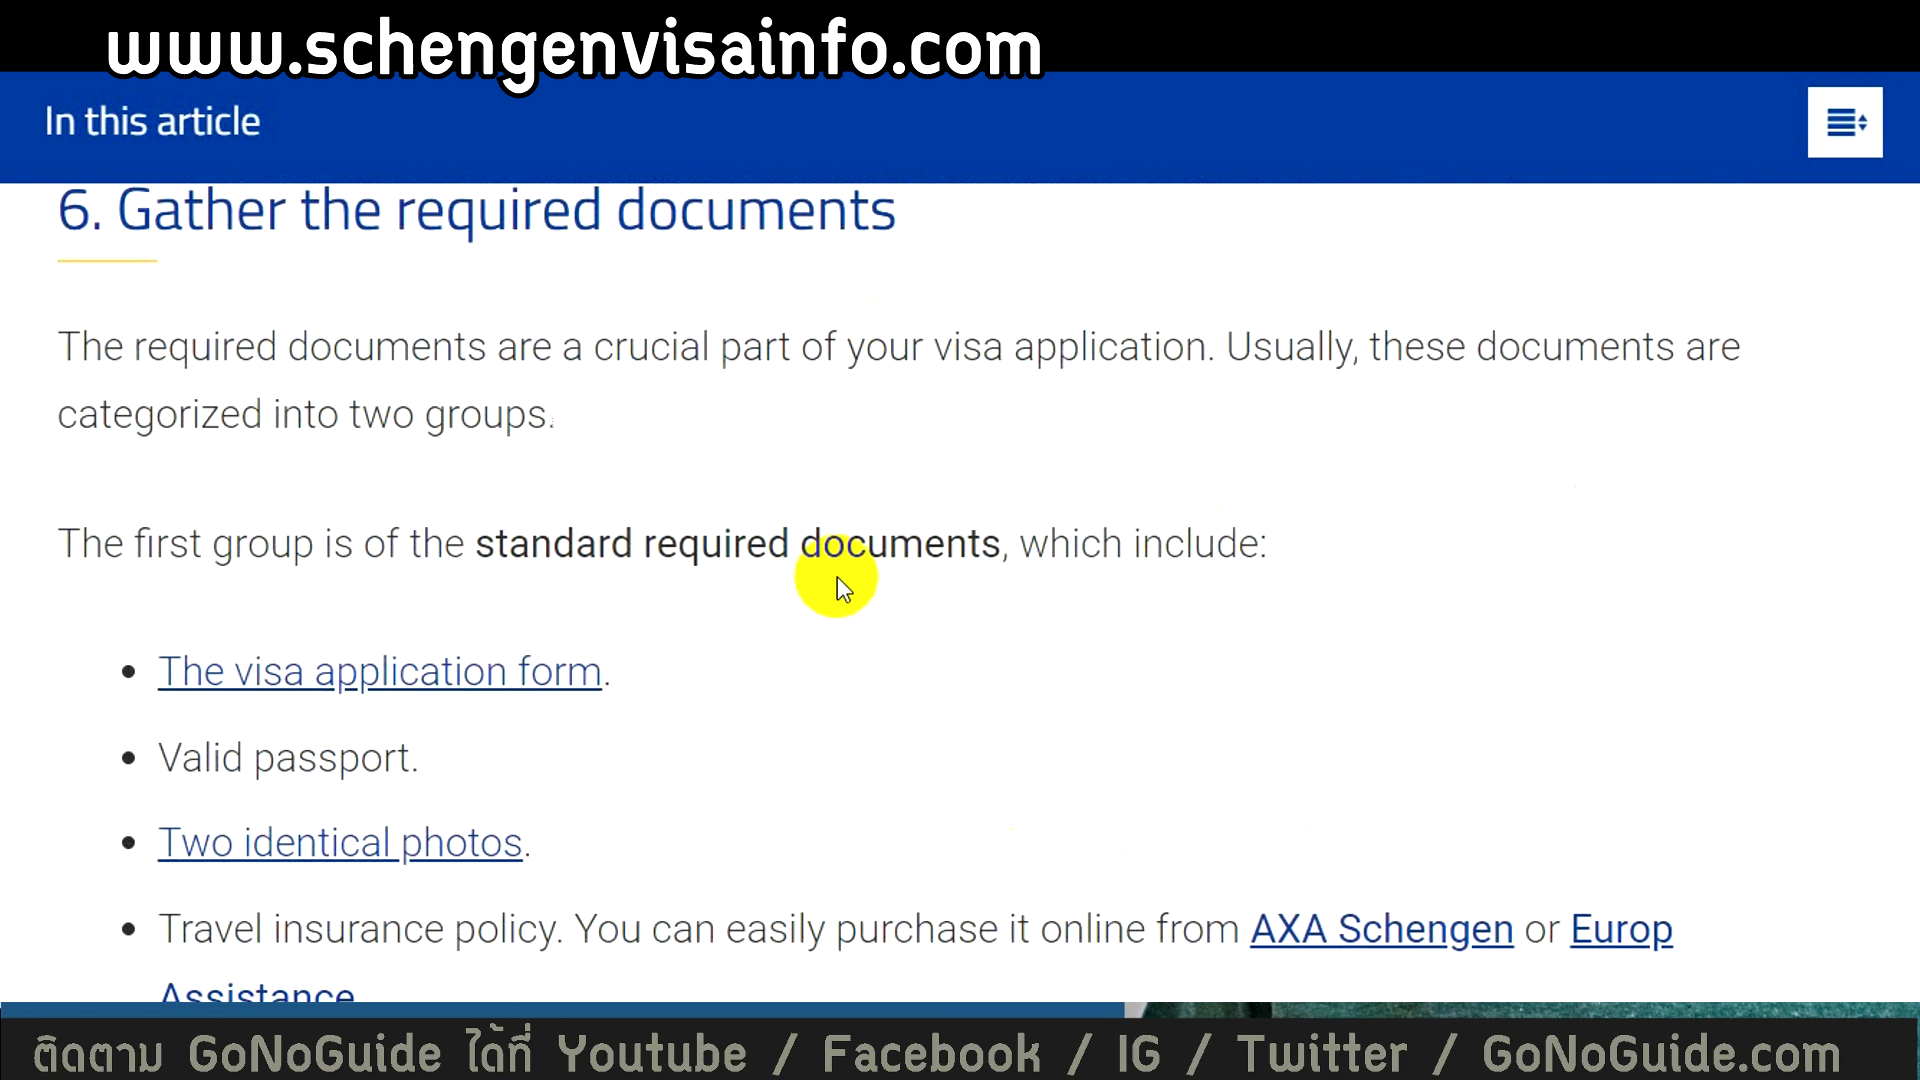 www.schengenvisainfo.com
In this article
6. Gather the required documents
The required documents are a crucial part of your visa application. Usually, these documents are
categorized into two groups.
The first group is of the standard required documents, which include:
The visa application form.
Valid passport.
Two identical photos.
Travel insurance policy. You can easily purchase it online from AXA Schengen or Europ
Assistance
ติดตาม GoNoGuide ได้ที่ Youtube / Facebook / IG / Twitter / GoNoGuide.com